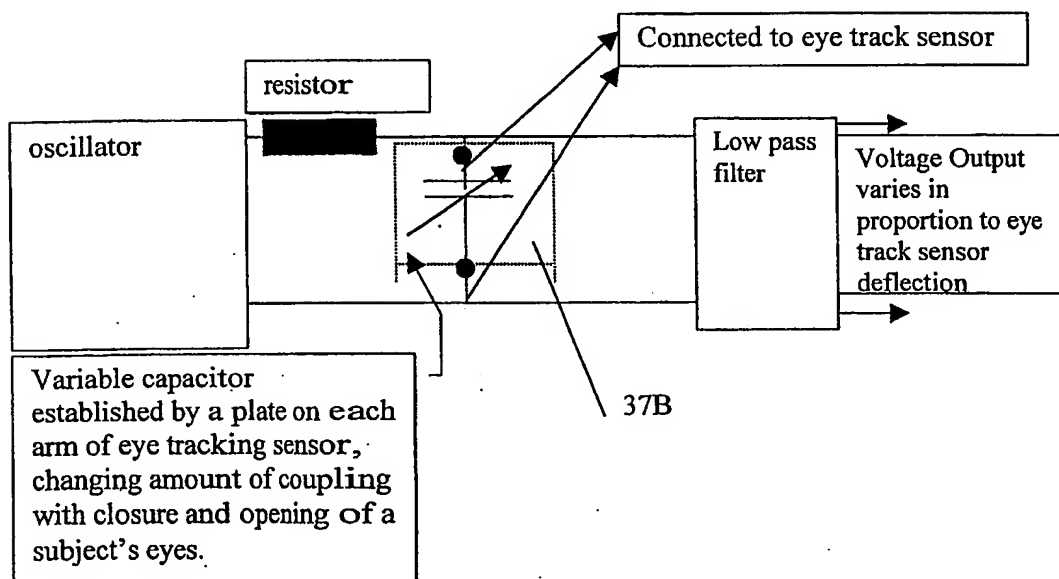 Connected to eye track sensor
resistor
oscillator
Low pass
filter
Voltage Output
varies in
proportion to eye
track sensor
deflection
37B
Variable capacitor
established by a plate on each
arm of eye tracking sensor,
changing amount of coupling
with closure and opening of a
subject's eyes.